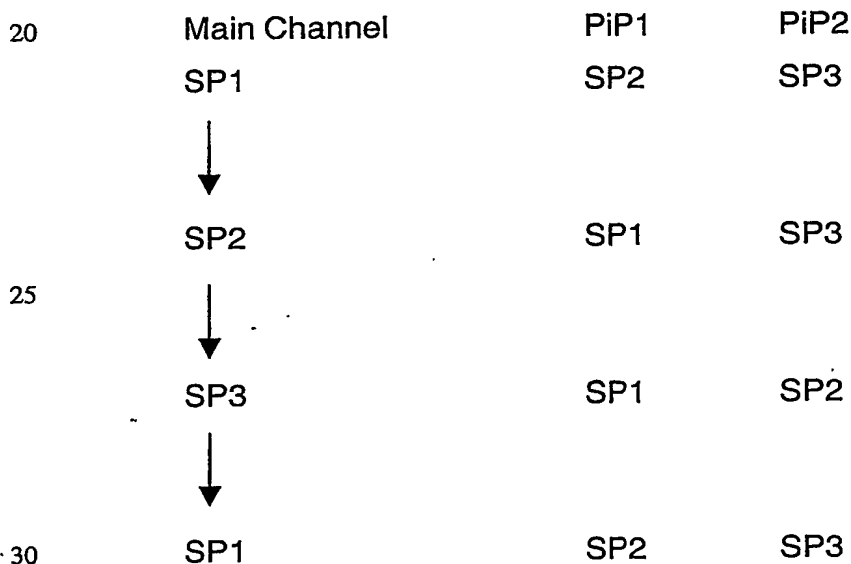 20 Main Channel PiP1 PiP2
SP1 SP2 SP3
SP2 SP1 SP3
25
SP3 SP1 SP2
30 SP1 SP2 SP3